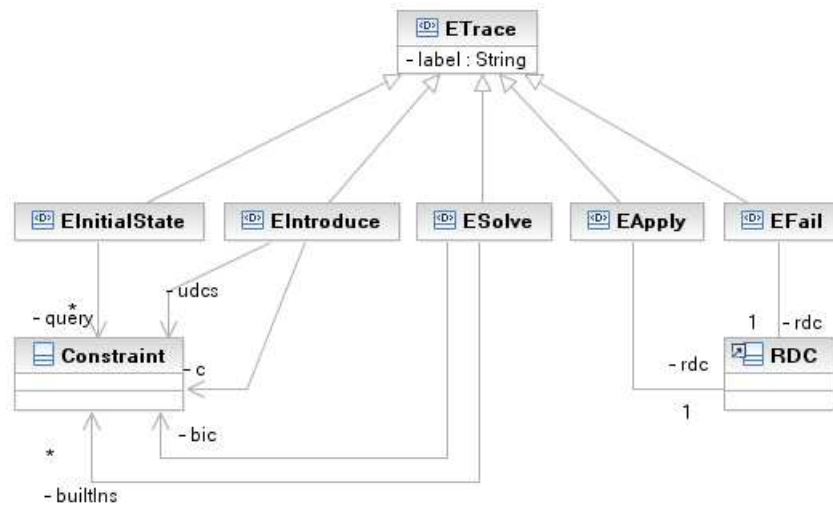 <D> ETrace
- label : String
<D> EInitialState
<D> EIntroduce
<D> ESolve
<D> EApply
<D> EFail
- udcs
*
- query
1
- rdc
Constraint
RDC
- c
- rdc
1
- bic
*
- builtIns